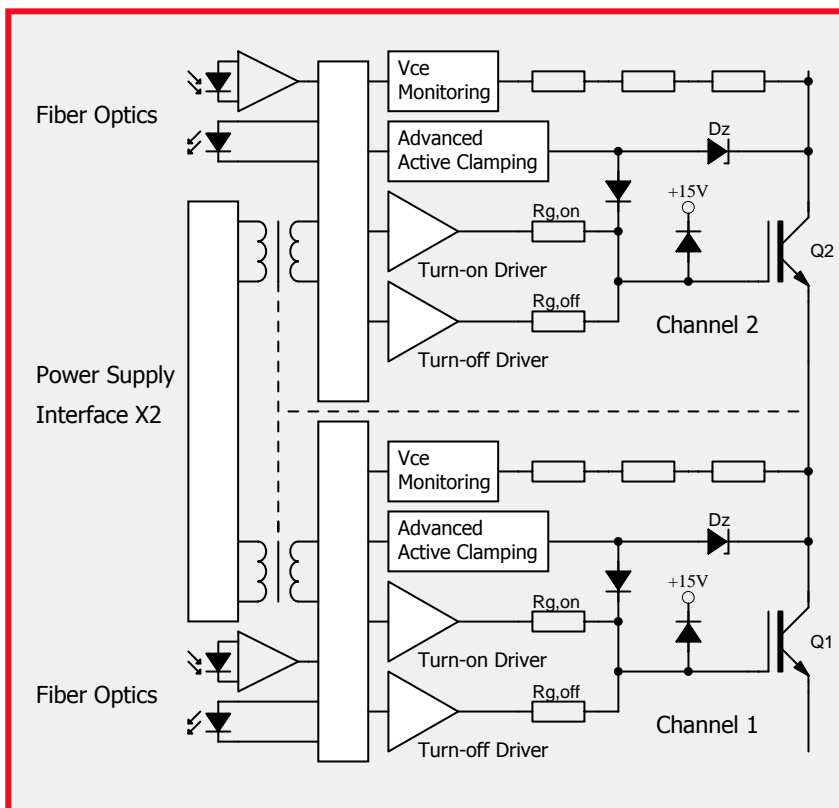 Fiber Optics
Vce
Monitoring
Advanced
Active Clamping
Dz
+15V
Rg,on
Turn-on Driver
Q2
Rg,off
Turn-off Driver
Channel 2
Power Supply
Interface X2
Vce
Monitoring
Advanced
Active Clamping
Dz
+15V
Rg,on
Turn-on Driver
Q1
Fiber Optics
Rg,off
Turn-off Driver
Channel 1